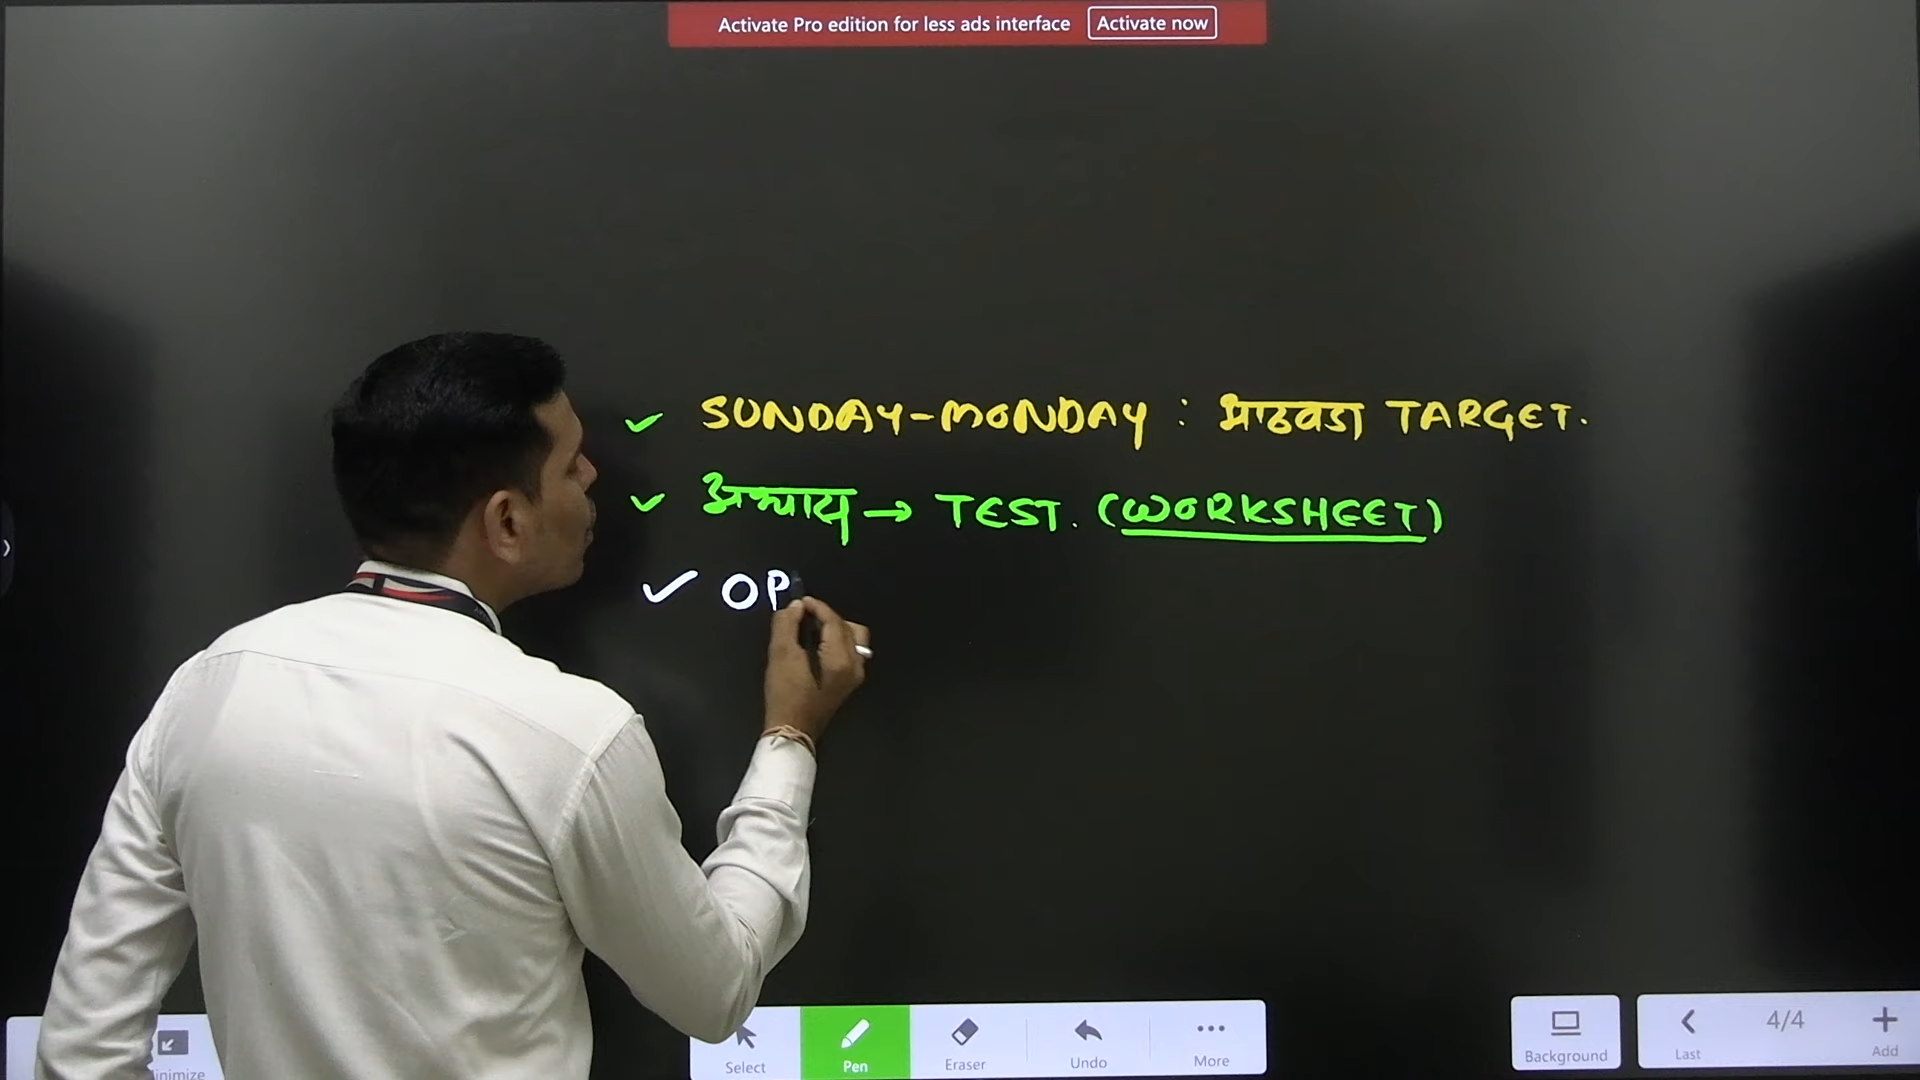 Activate Pro edition for less ads interface Activate now
✓ SUNDAY-MONDAY : आठवडा TARGET.
✓ अध्याय → TEST. (WORKSHEET)
✓ OP
Select Pen Eraser Undo More Background Last 4/4 Add